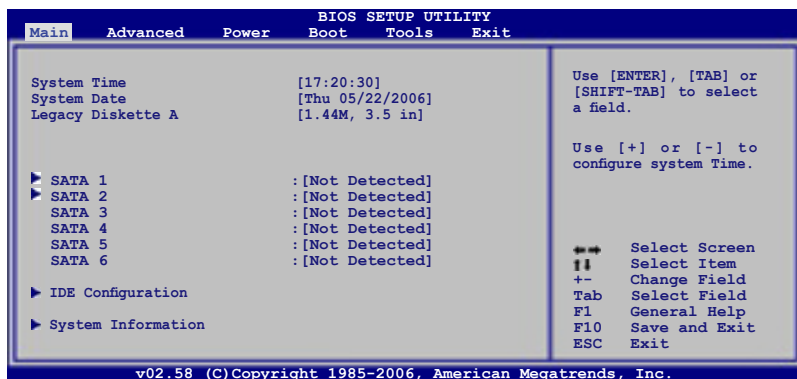 BIOS SETUP UTILITY
Main Advanced Power Boot Tools Exit
System Time [17:20:30]
System Date [Thu 05/22/2006]
Legacy Diskette A [1.44M, 3.5 in]
SATA 1 :[Not Detected]
SATA 2 :[Not Detected]
SATA 3 :[Not Detected]
SATA 4 :[Not Detected]
SATA 5 :[Not Detected]
SATA 6 :[Not Detected]
IDE Configuration
System Information
Use [ENTER], [TAB] or
[SHIFT-TAB] to select
a field.
Use [+] or [-] to
configure system Time.
Select Screen
Select Item
+- Change Field
Tab Select Field
F1 General Help
F10 Save and Exit
ESC Exit
v02.58 (C)Copyright 1985-2006, American Megatrends, Inc.